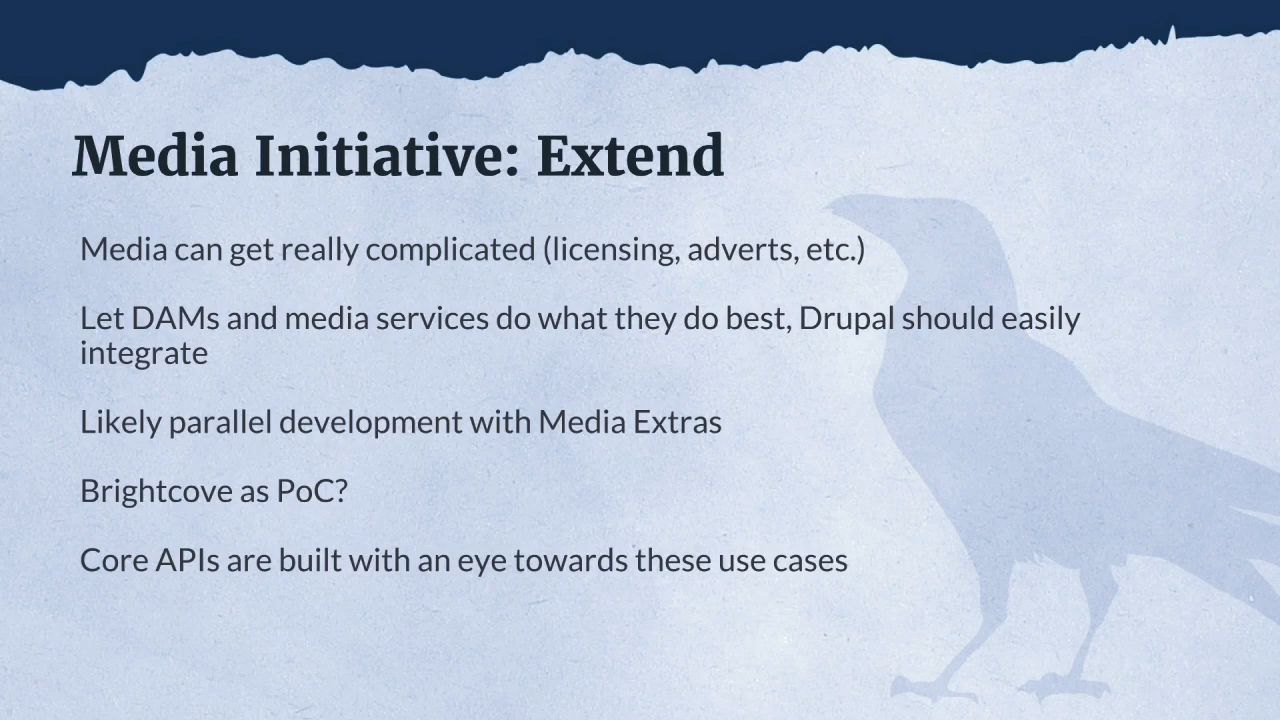 Media Initiative: Extend
Media can get really complicated (licensing, adverts, etc.)
Let DAMs and media services do what they do best, Drupal should easily
integrate
Likely parallel development with Media Extras
Brightcove as PoC?
Core APIs are built with an eye towards these use cases